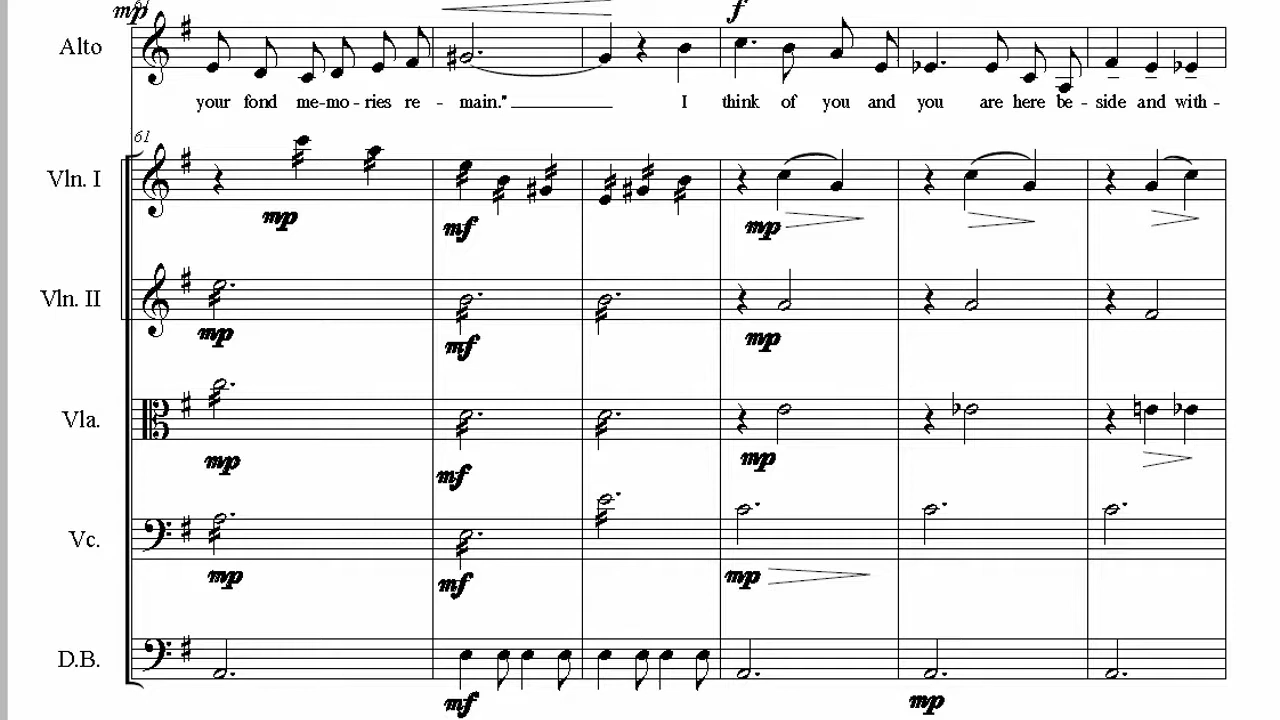 mp f
Alto
your fond me-mo-ries re - main." I think of you and you are here be - side and with -
61
Vln. I
mp mf mp
Vln. II
mp mf mp
Vla.
mp mf mp
Vc.
mp mf mp
D.B.
mf mp